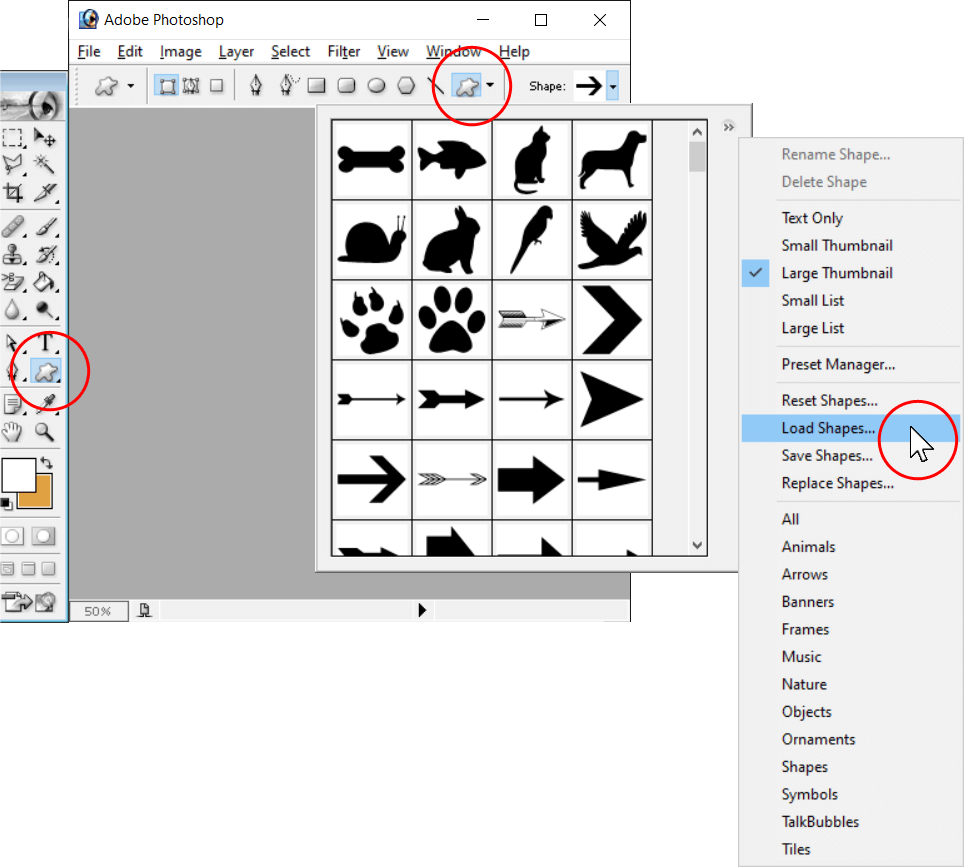 Adobe Photoshop
File Edit Image Layer Select Filter View Window Help
Shape:
Rename Shape...
Delete Shape
Text Only
Small Thumbnail
Large Thumbnail
Small List
Large List
Preset Manager...
Reset Shapes...
Load Shapes...
Save Shapes...
Replace Shapes...
All
Animals
Arrows
Banners
Frames
Music
Nature
Objects
Ornaments
Shapes
Symbols
TalkBubbles
Tiles
T
50%